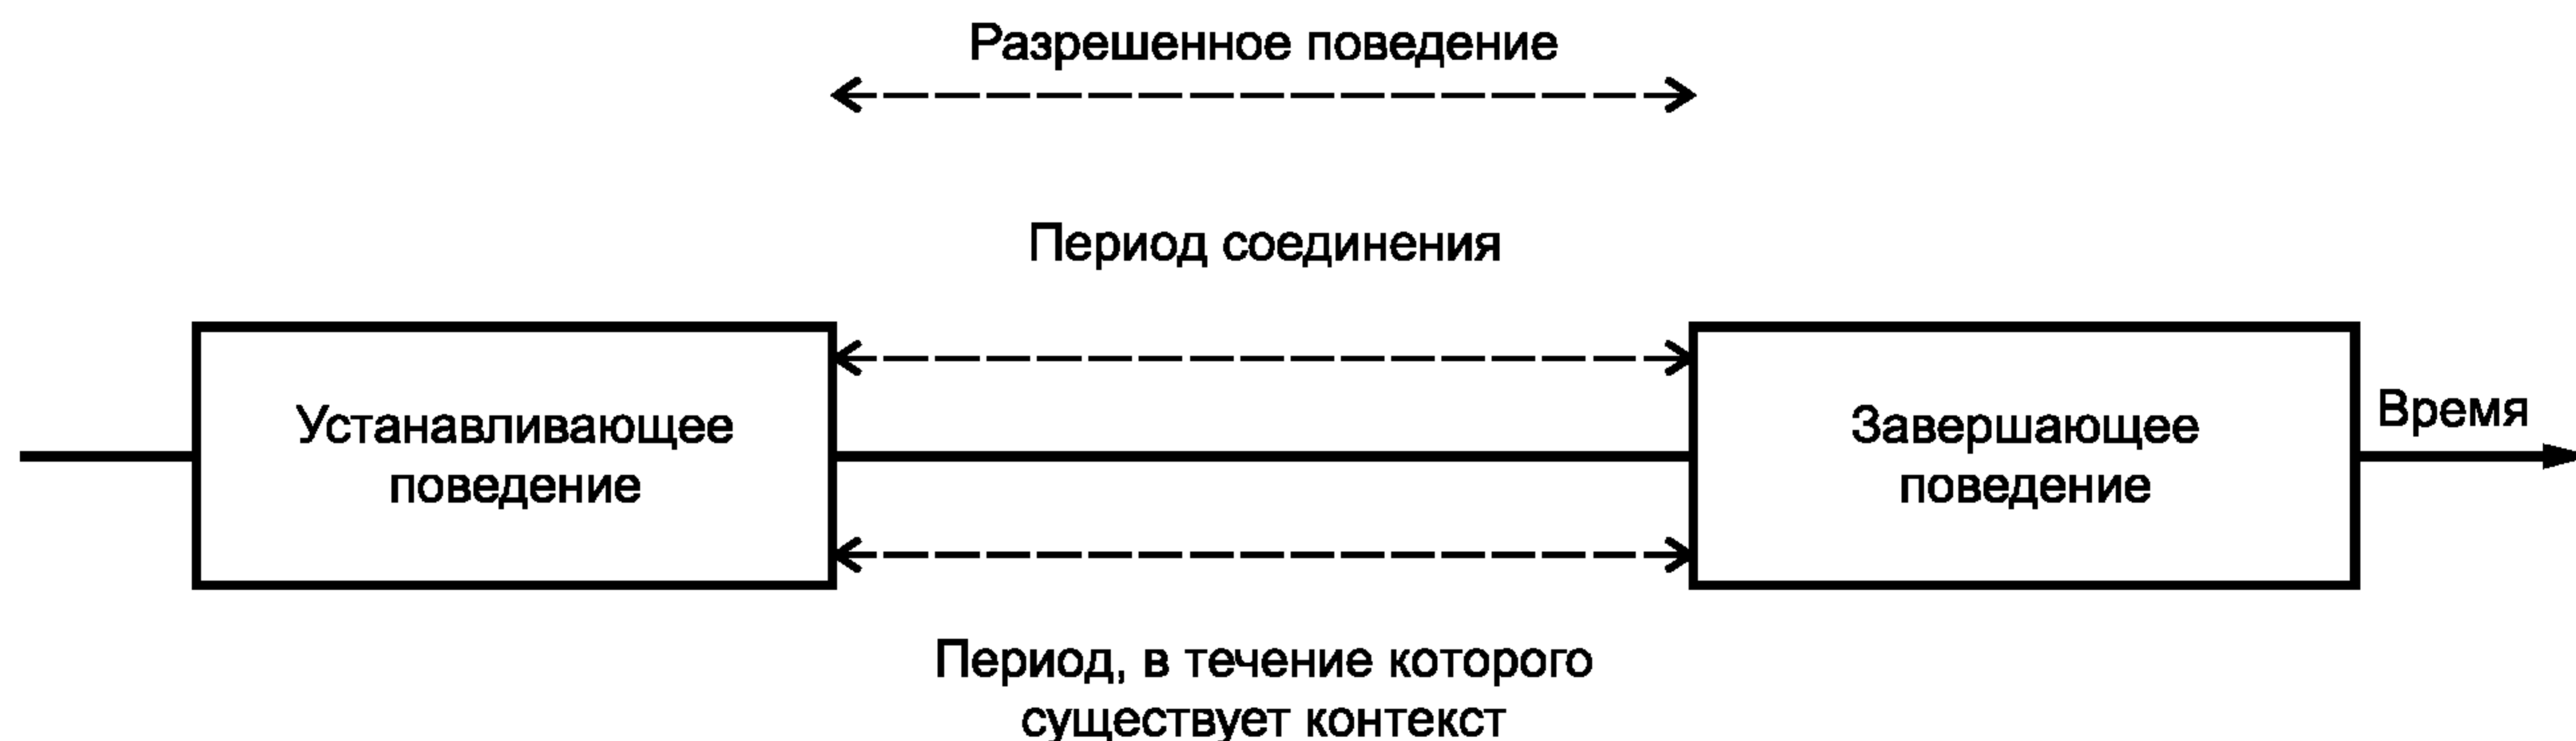 Разрешенное поведение
Период соединения
Устанавливающее
поведение
Завершающее
поведение
Время
Период, в течение которого
существует контекст